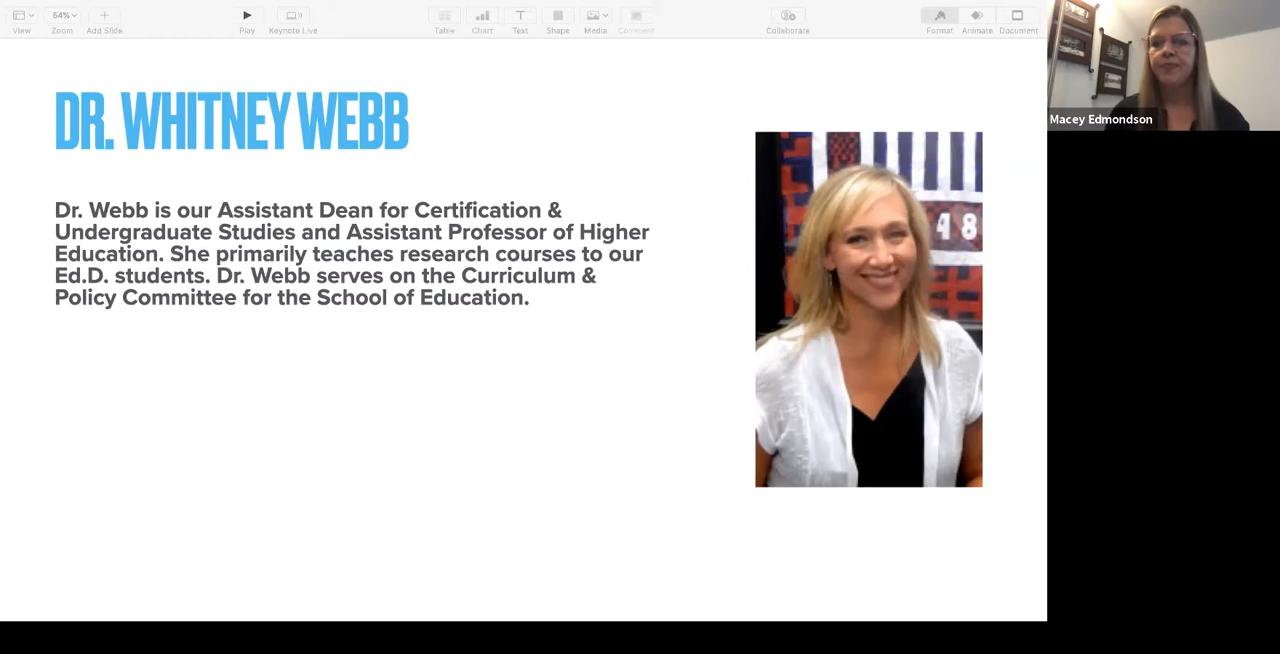 View
54%
Zoom
Add Slide
Play
Keynote Live
Table
Chart
Text
Shape
Media
Comment
Collaborate
Format
Animate
Document
Macey Edmondson
DR. WHITNEY WEBB
Dr. Webb is our Assistant Dean for Certification &
Undergraduate Studies and Assistant Professor of Higher
Education. She primarily teaches research courses to our
Ed.D. students. Dr. Webb serves on the Curriculum &
Policy Committee for the School of Education.
48